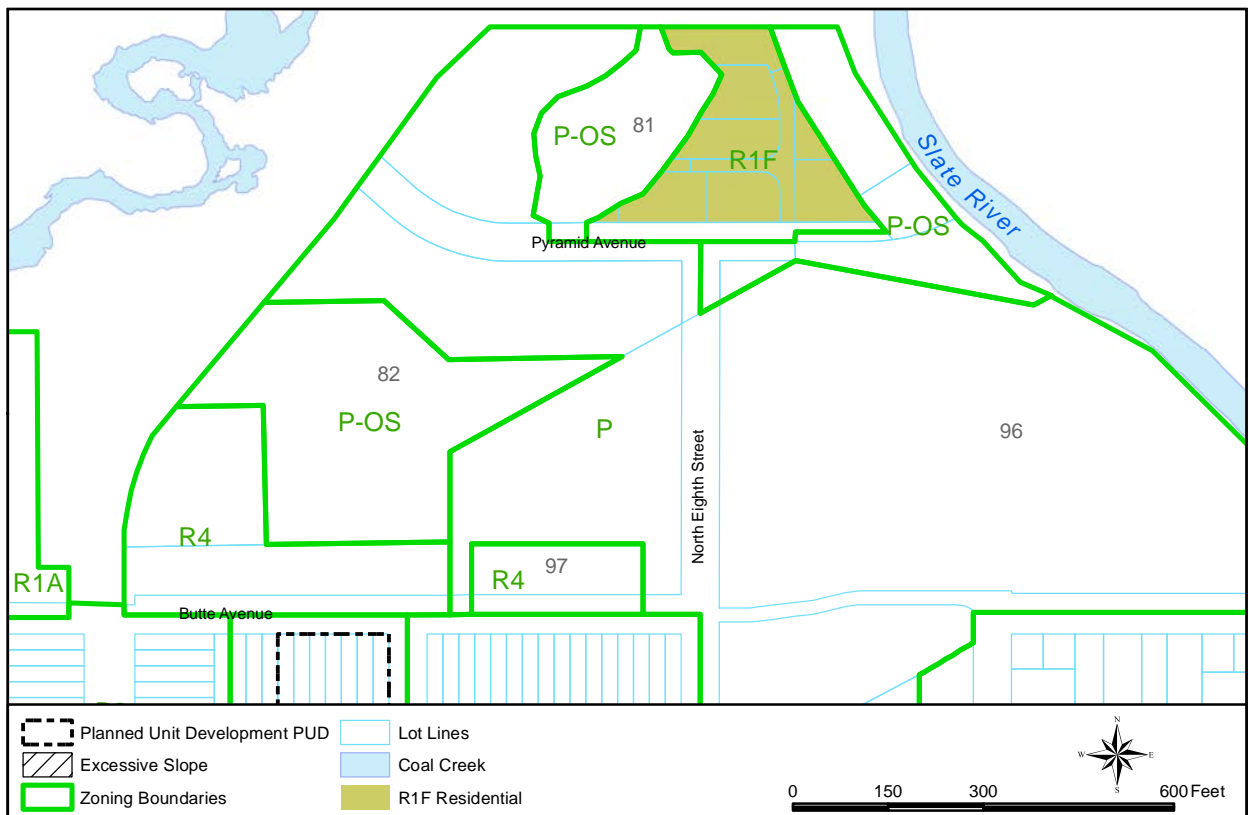 81
P-OS
R1F
Slate River
P-OS
Pyramid Avenue
82
P-OS
P
96
North Eighth Street
R4
97
R4
R1A
Butte Avenue
Planned Unit Development PUD
Lot Lines
Excessive Slope
Coal Creek
Zoning Boundaries
R1F Residential
N
W E
S
0 150 300 600 Feet